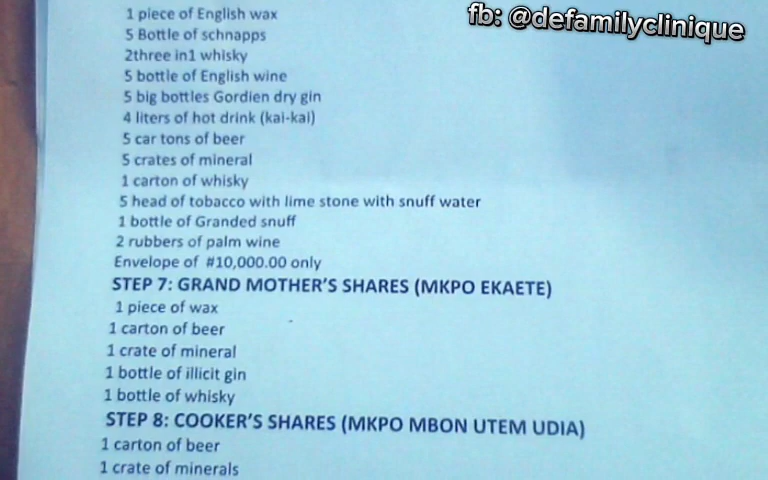 fb: @defamilyclinique
1 piece of English wax
5 Bottle of schnapps
2three in1 whisky
5 bottle of English wine
5 big bottles Gordien dry gin
4 liters of hot drink (kai-kai)
5 car tons of beer
5 crates of mineral
1 carton of whisky
5 head of tobacco with lime stone with snuff water
1 bottle of Granded snuff
2 rubbers of palm wine
Envelope of #10,000.00 only
STEP 7: GRAND MOTHER'S SHARES (MKPO EKAETE)
1 piece of wax
1 carton of beer
1 crate of mineral
1 bottle of illicit gin
1 bottle of whisky
STEP 8: COOKER'S SHARES (MKPO MBON UTEM UDIA)
1 carton of beer
1 crate of minerals